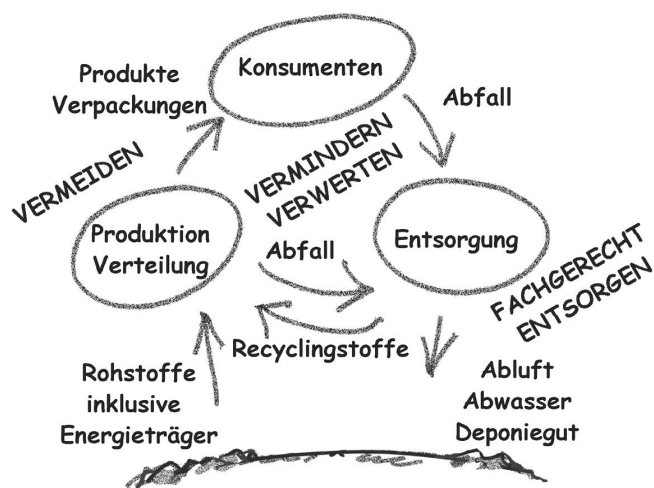 Konsumenten
Produkte
Verpackungen
Abfall
VERMEIDEN
VERMINDERN
VERWERTEN
Produktion
Verteilung
Abfall
Entsorgung
FACHGERECHT
ENTSORGEN
Recyclingstoffe
Rohstoffe
inklusive
Energieträger
Abluft
Abwasser
Deponiegut